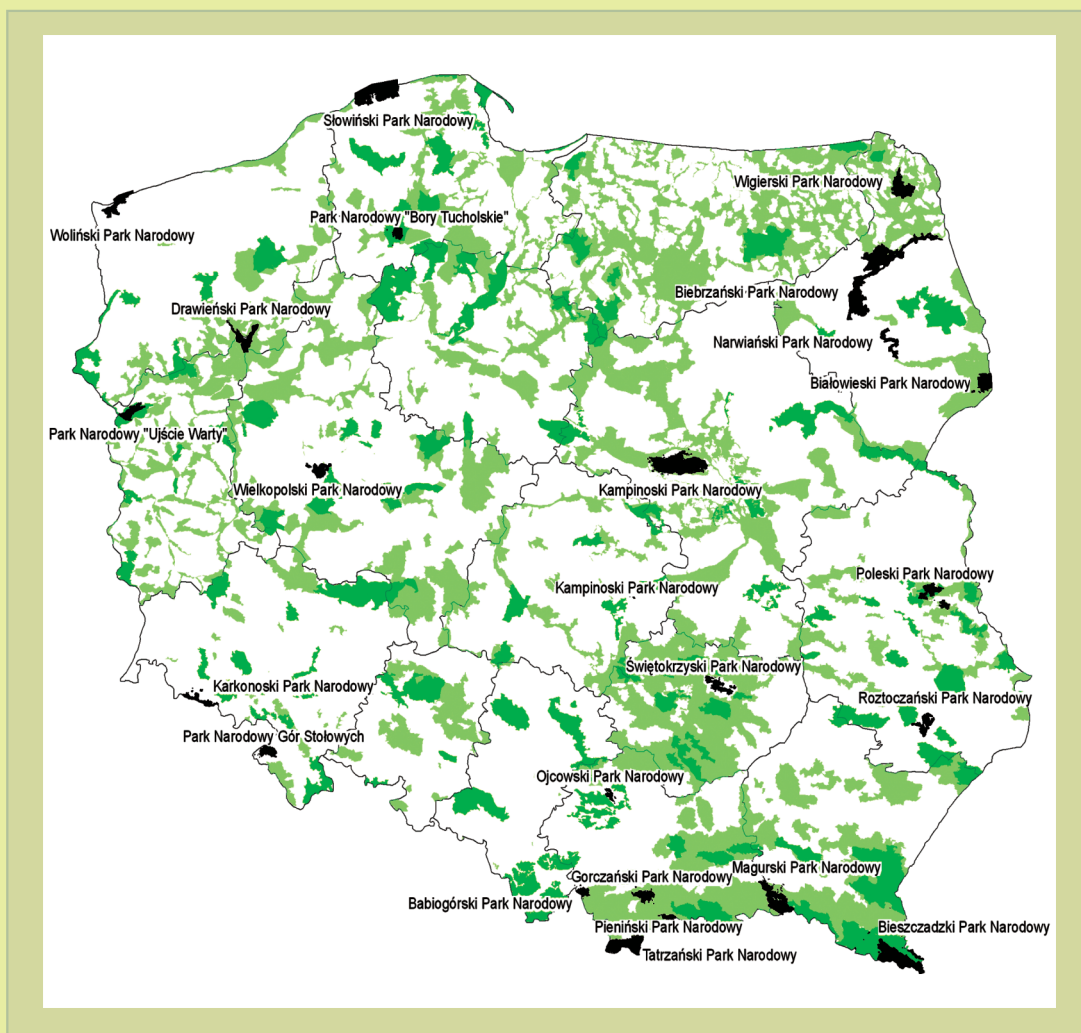 Słowiński Park Narodowy
Wigierski Park Narodowy
Park Narodowy "Bory Tucholskie"
Woliński Park Narodowy
Biebrzański Park Narodowy
Drawieński Park Narodowy
Narwiański Park Narodowy
Białowieski Park Narodowy
Park Narodowy "Ujście Warty"
Wielkopolski Park Narodowy
Kampinoski Park Narodowy
Poleski Park Narodowy
Kampinoski Park Narodowy
Świętokrzyski Park Narodowy
Karkonoski Park Narodowy
Roztoczański Park Narodowy
Park Narodowy Gór Stołowych
Ojcowski Park Narodowy
Magurski Park Narodowy
Gorczański Park Narodowy
Babiogórski Park Narodowy
Pieniński Park Narodowy
Bieszczadzki Park Narodowy
Tatrzański Park Narodowy